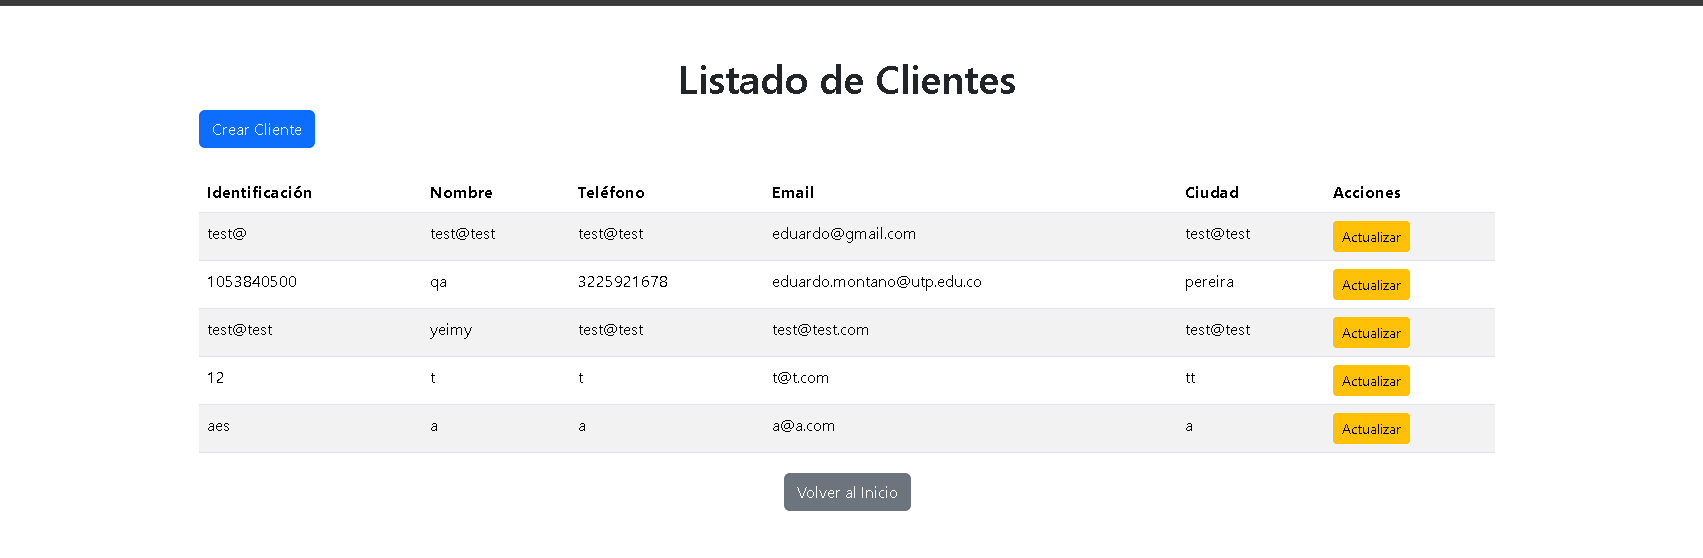 Listado de Clientes
Crear Cliente
Identificación Nombre Teléfono Email Ciudad Acciones
test@ test@test test@test eduardo@gmail.com test@test Actualizar
1053840500 qa 3225921678 eduardo.montano@utp.edu.co pereira Actualizar
test@test yeimy test@test test@test.com test@test Actualizar
12 t t t@t.com tt Actualizar
aes a a a@a.com a Actualizar
Volver al Inicio